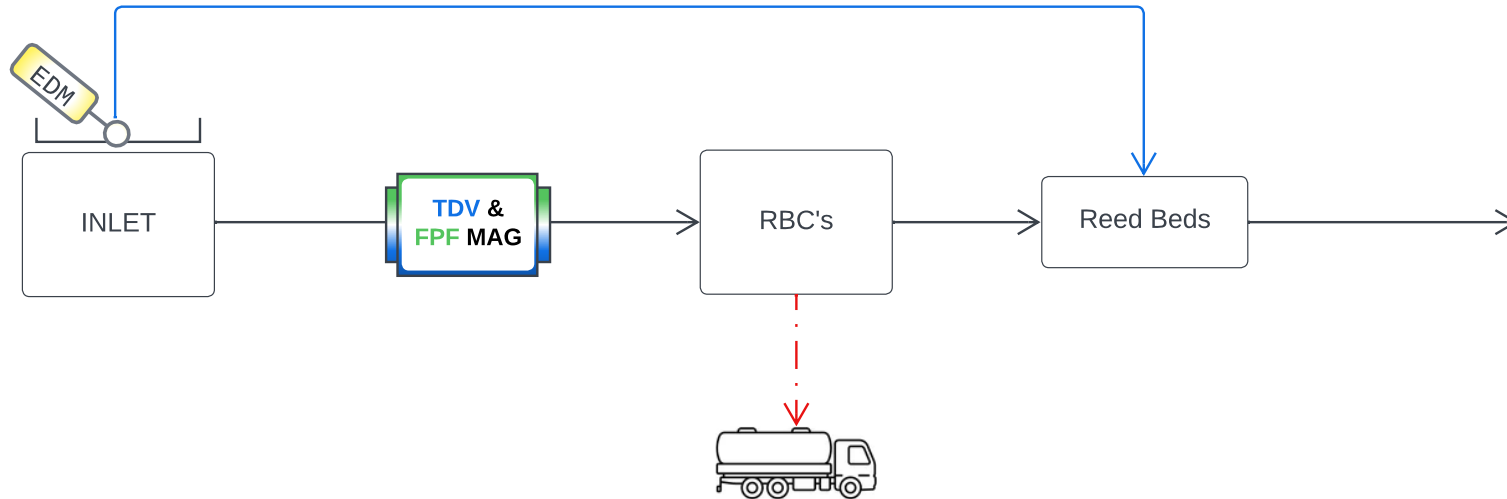 EDM
INLET
TDV &
FPF MAG
RBC's
Reed Beds